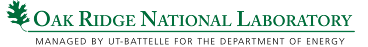 OAK RIDGE NATIONAL LABORATORY
MANAGED BY UT-BATTELLE FOR THE DEPARTMENT OF ENERGY